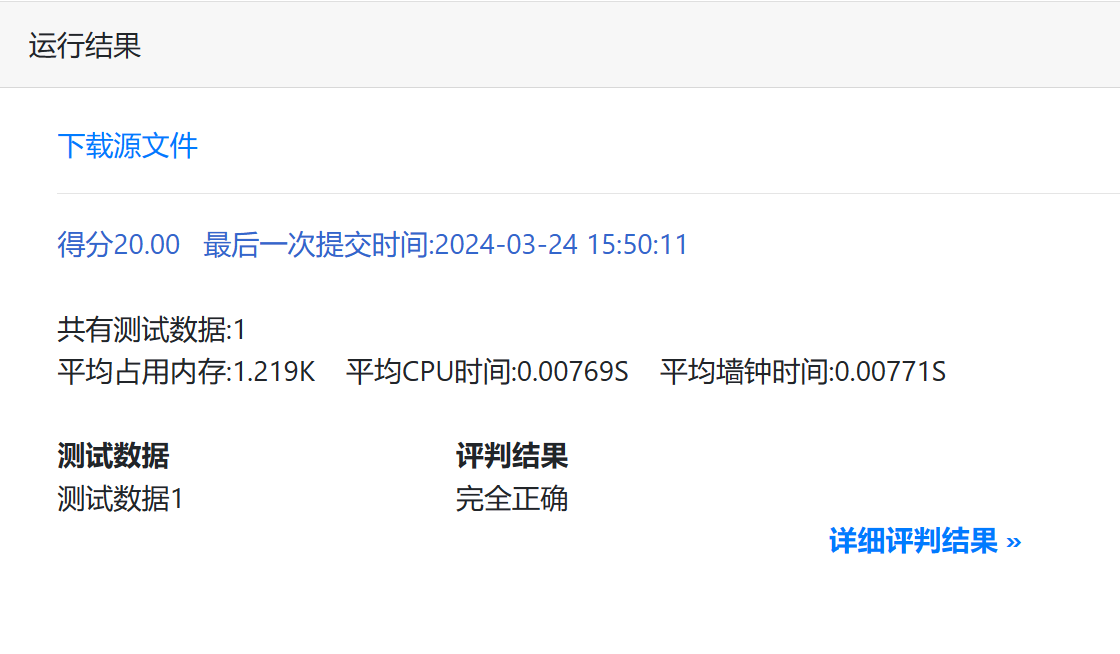 运行结果
下载源文件
得分20.00 最后一次提交时间:2024-03-24 15:50:11
共有测试数据:1
平均占用内存:1.219K 平均CPU时间:0.00769S 平均墙钟时间:0.00771S
测试数据 评判结果
测试数据1 完全正确
详细评判结果 »